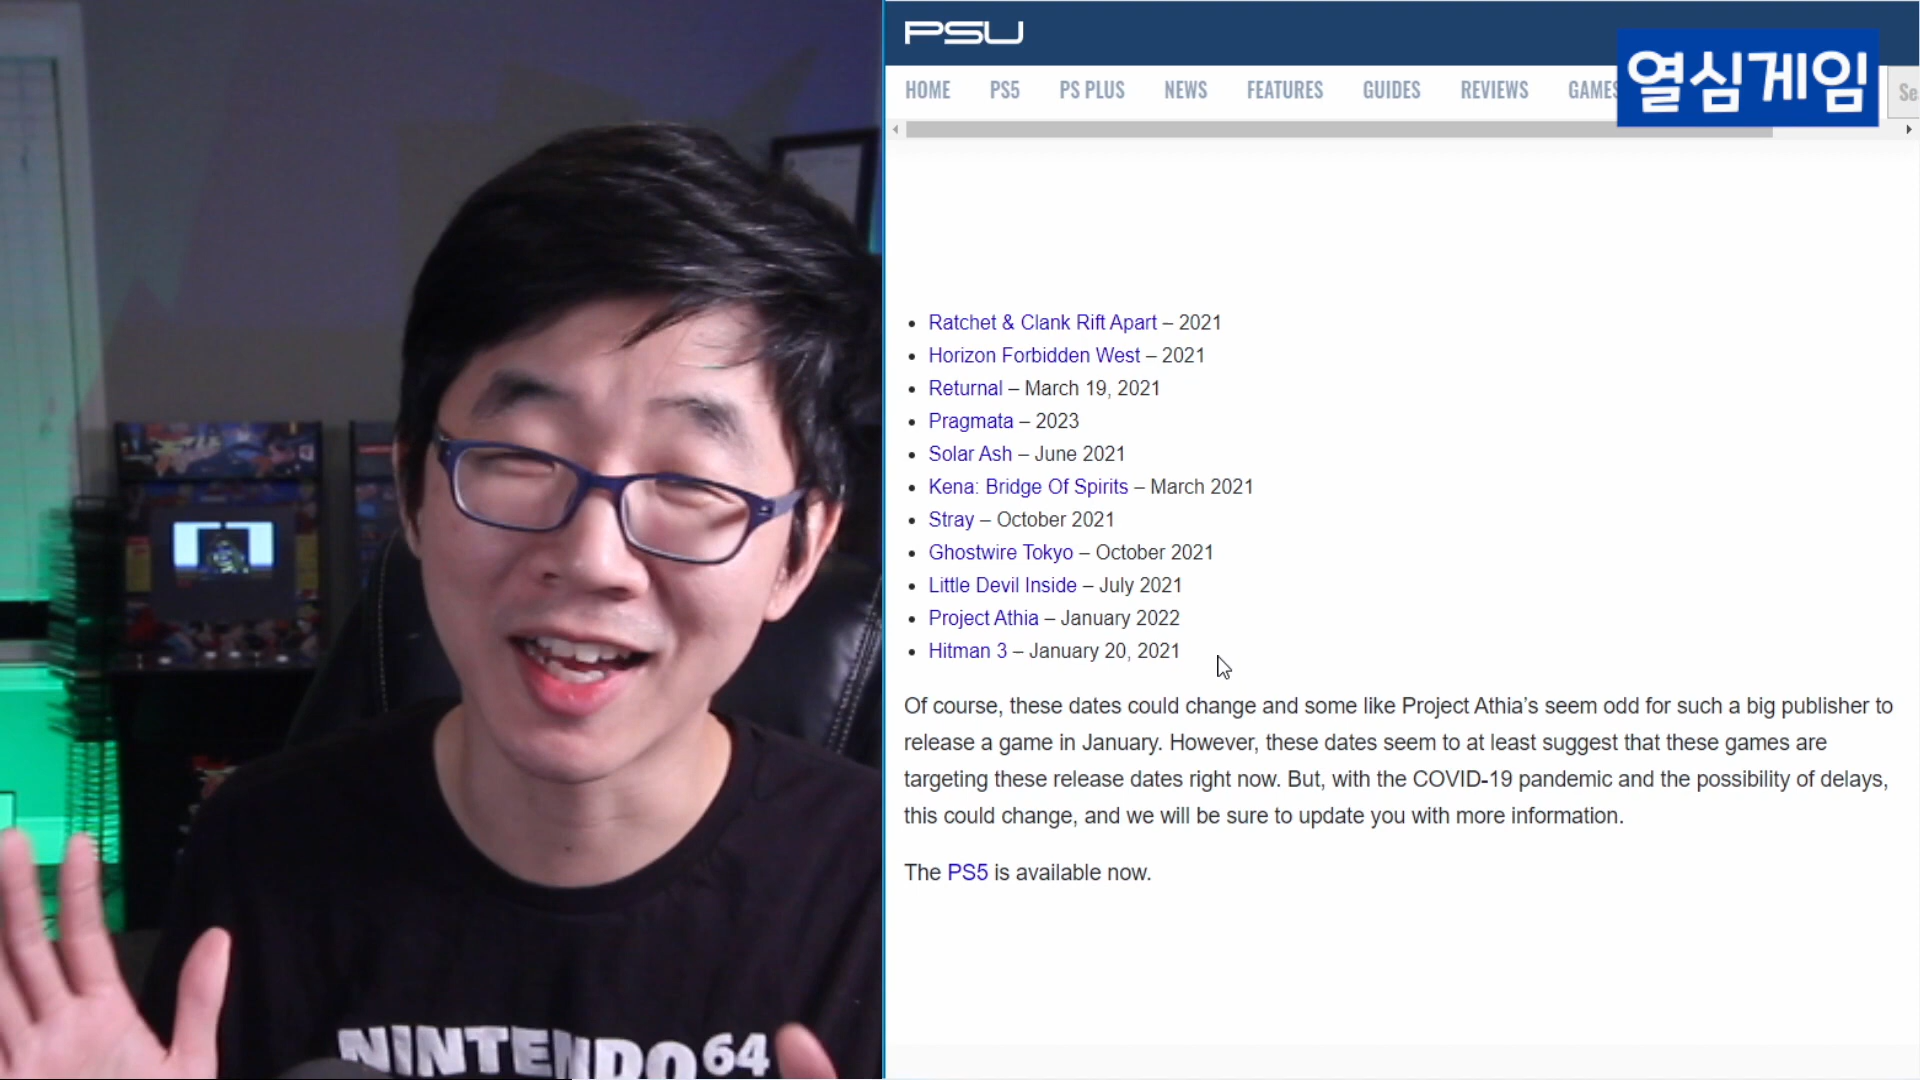 PSU
열심게임
HOME PS5 PS PLUS NEWS FEATURES GUIDES REVIEWS GAMES Se
Ratchet & Clank Rift Apart – 2021
Horizon Forbidden West – 2021
Returnal – March 19, 2021
Pragmata – 2023
Solar Ash – June 2021
Kena: Bridge Of Spirits – March 2021
Stray – October 2021
Ghostwire Tokyo – October 2021
Little Devil Inside – July 2021
Project Athia – January 2022
Hitman 3 – January 20, 2021
Of course, these dates could change and some like Project Athia’s seem odd for such a big publisher to
release a game in January. However, these dates seem to at least suggest that these games are
targeting these release dates right now. But, with the COVID-19 pandemic and the possibility of delays,
this could change, and we will be sure to update you with more information.
The PS5 is available now.
NINTENDO 64